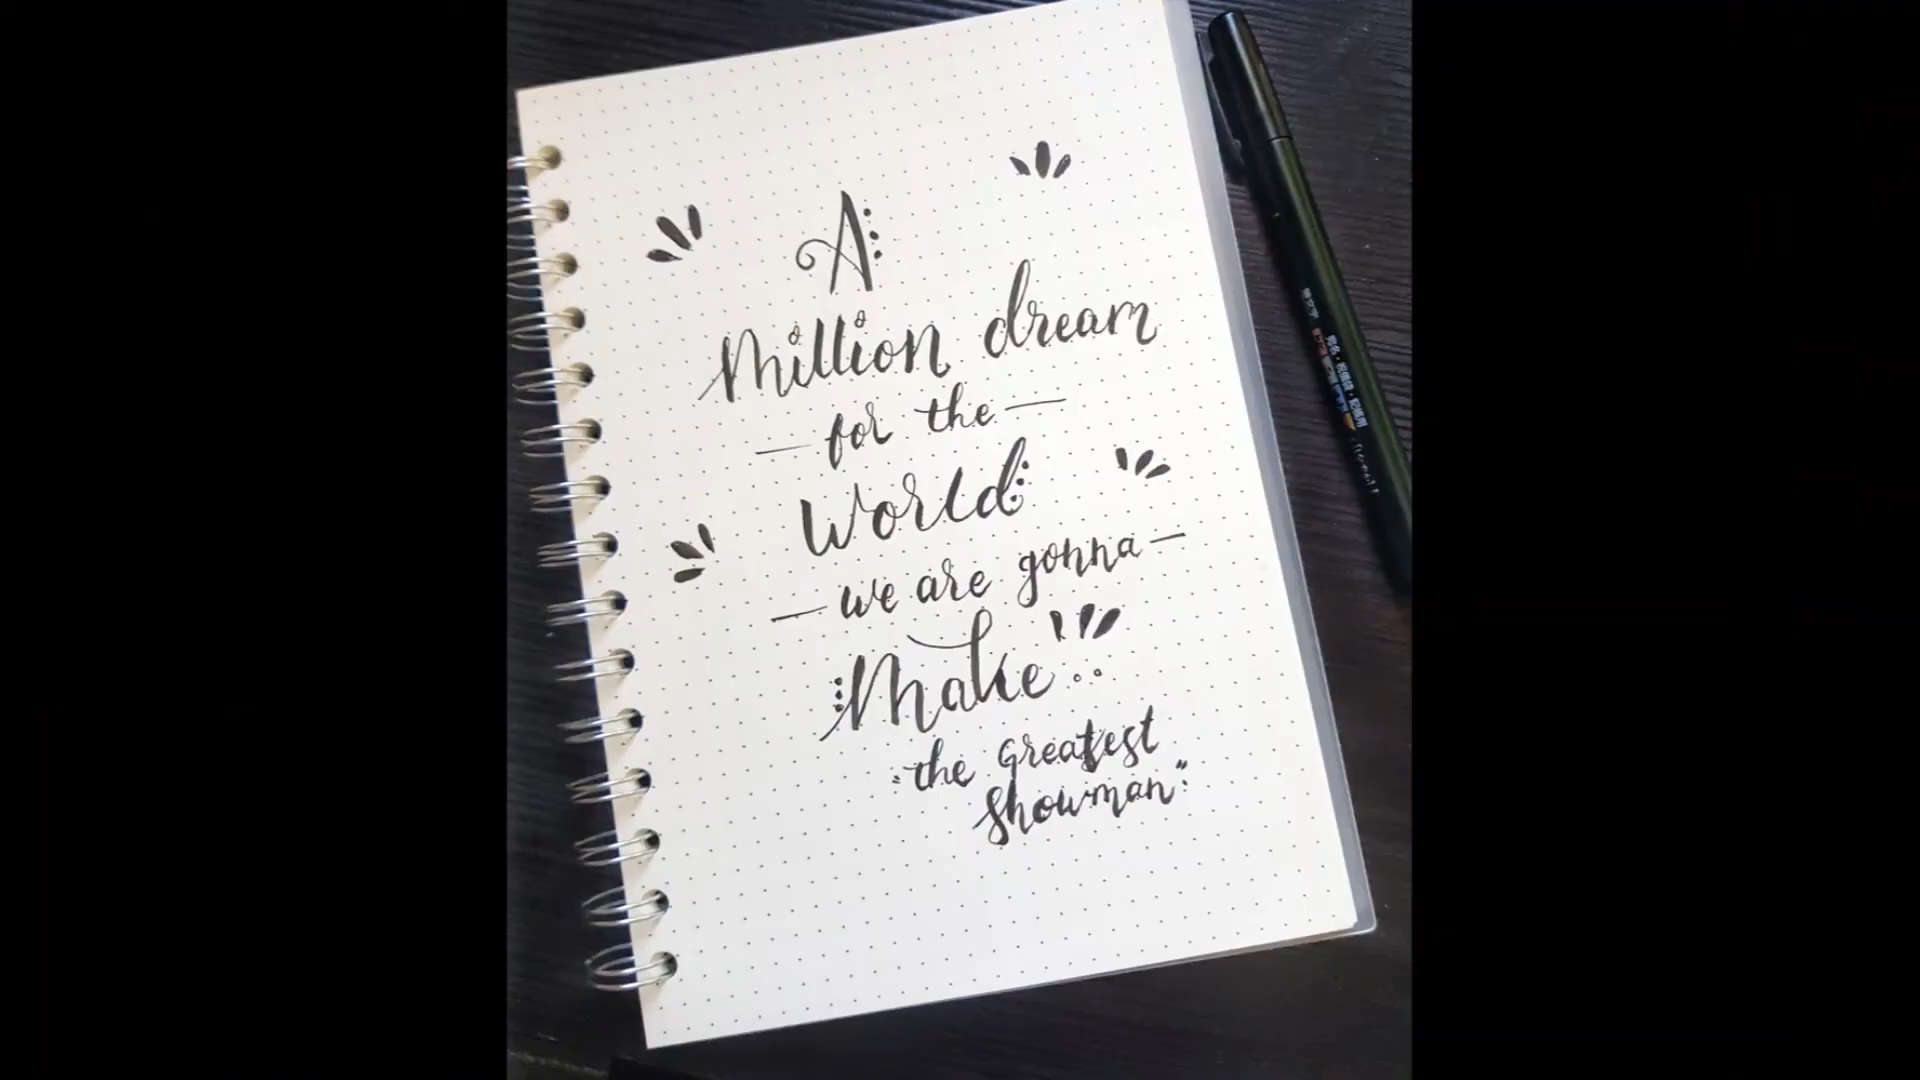 A
Million dream
for the
World
we are gonna
Make
"the Greatest
Showman"